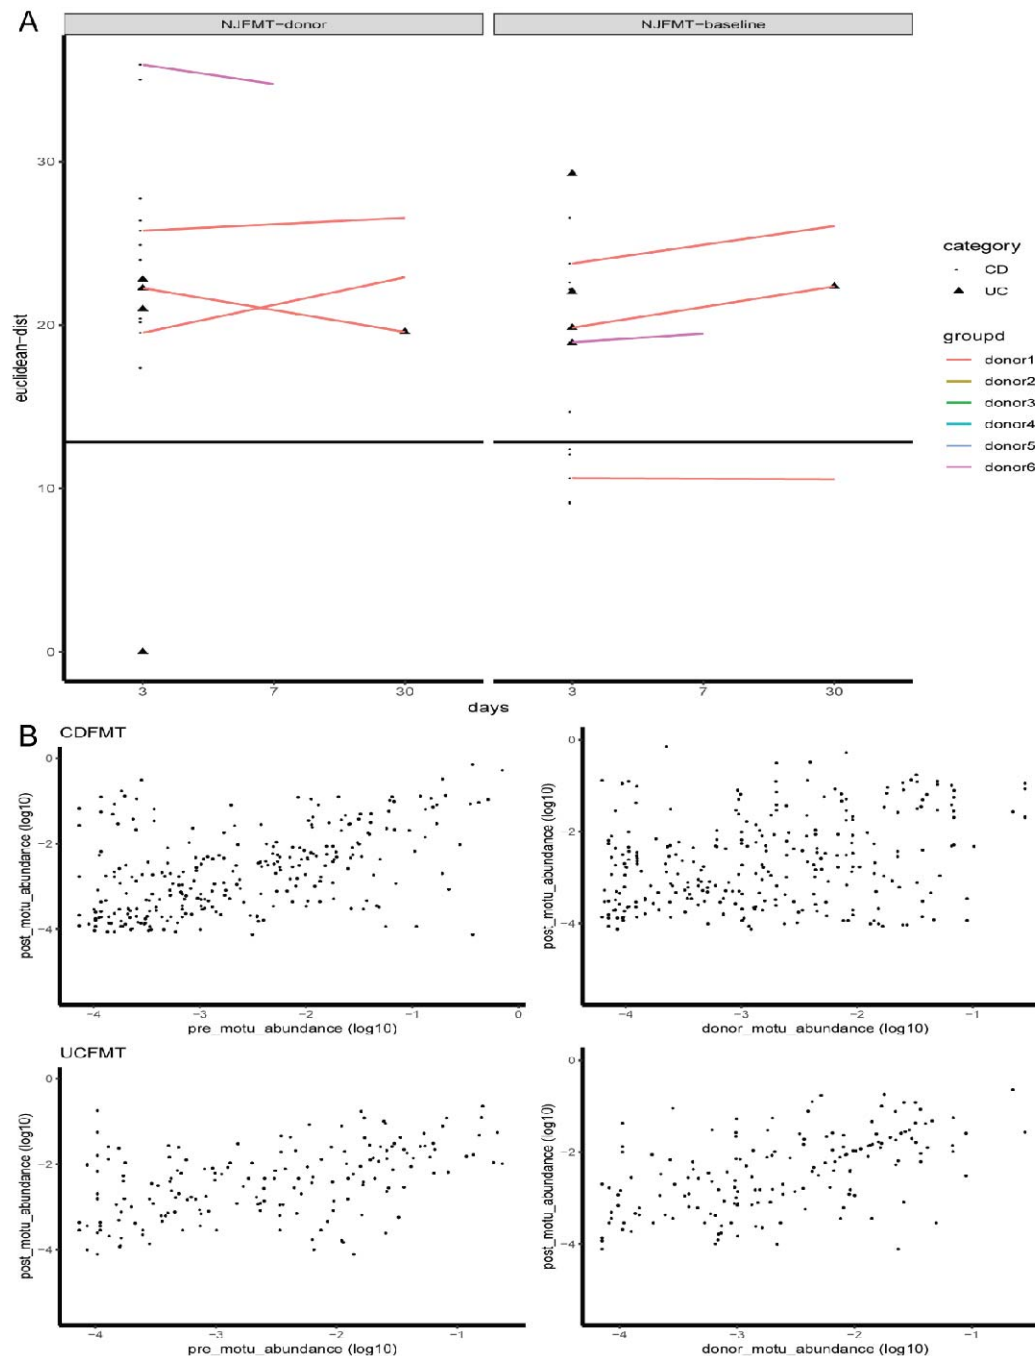 A
NJFMT-donor
NJFMT-baseline
30
20
10
0
euclidean-dist
3
7
30
3
7
30
days
category
CD
UC
groupd
donor1
donor2
donor3
donor4
donor5
donor6
B
CDFMT
0
-2
-4
post_motu_abundance (log10)
-4
-3
-2
-1
0
pre_motu_abundance (log10)
0
-2
-4
post_motu_abundance (log10)
-4
-3
-2
-1
donor_motu_abundance (log10)
UCFMT
0
-2
-4
post_motu_abundance (log10)
-4
-3
-2
-1
pre_motu_abundance (log10)
0
-2
-4
post_motu_abundance (log10)
-4
-3
-2
-1
donor_motu_abundance (log10)